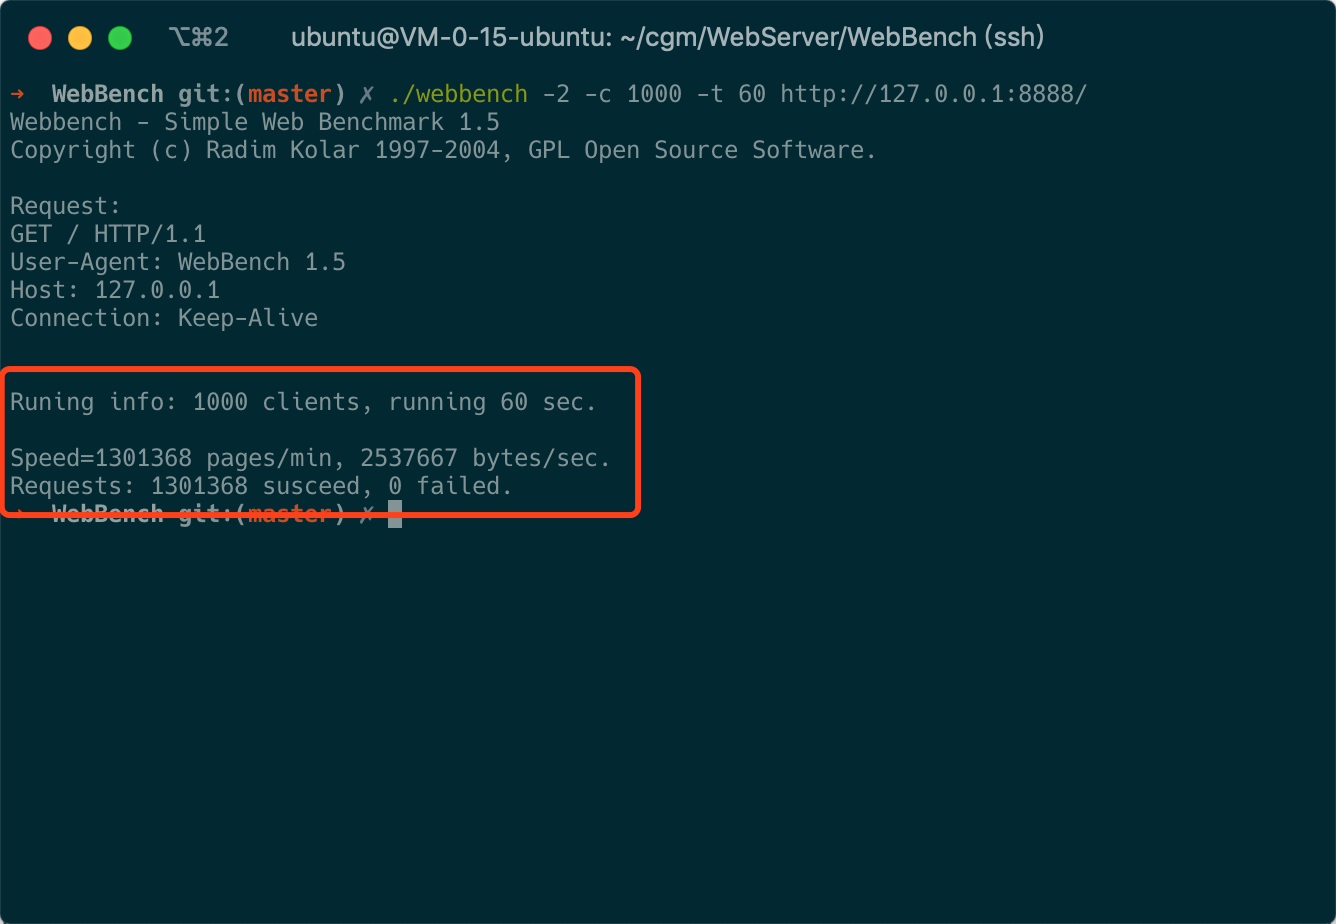 ⌥⌘2 ubuntu@VM-0-15-ubuntu: ~/cgm/WebServer/WebBench (ssh)
➜ WebBench git:(master) ✗ ./webbench -2 -c 1000 -t 60 http://127.0.0.1:8888/
Webbench - Simple Web Benchmark 1.5
Copyright (c) Radim Kolar 1997-2004, GPL Open Source Software.
Request:
GET / HTTP/1.1
User-Agent: WebBench 1.5
Host: 127.0.0.1
Connection: Keep-Alive
Runing info: 1000 clients, running 60 sec.
Speed=1301368 pages/min, 2537667 bytes/sec.
Requests: 1301368 susceed, 0 failed.
➜ WebBench git:(master) ✗